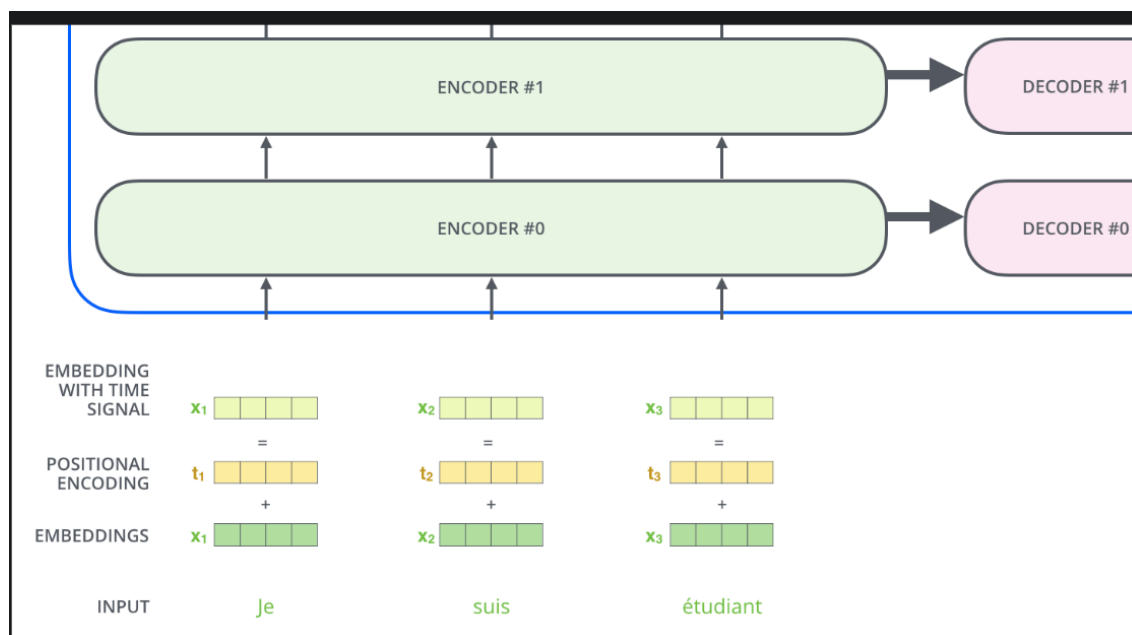 ENCODER #1
DECODER #1
ENCODER #0
DECODER #0
EMBEDDING
WITH TIME
SIGNAL
x₁
x₂
x₃
=
=
=
POSITIONAL
ENCODING
t₁
t₂
t₃
+
+
+
EMBEDDINGS
x₁
x₂
x₃
INPUT
Je
suis
étudiant